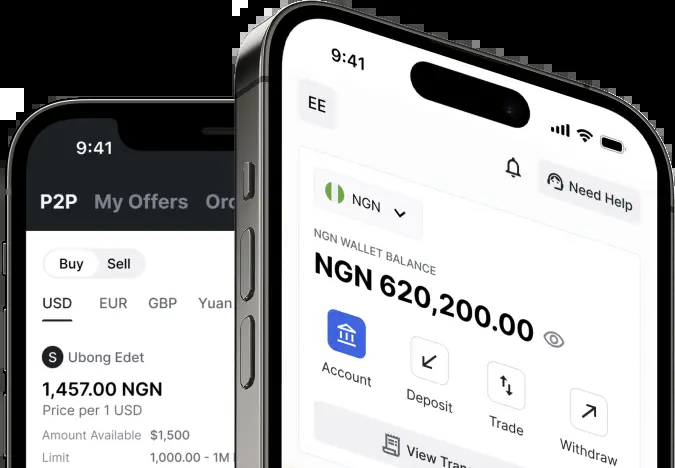 9:41
P2P My Offers Ord
Buy Sell
USD EUR GBP Yuan
S Ubong Edet
1,457.00 NGN
Price per 1 USD
Amount Available $1,500
Limit 1,000.00 - 1M
9:41
EE
Need Help
NGN
NGN WALLET BALANCE
NGN 620,200.00
Account
Deposit
Trade
Withdraw
View Tran